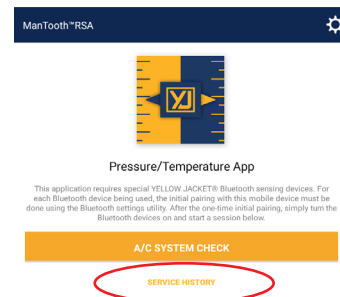 ManTooth™RSA
YJ
Pressure/Temperature App
This application requires special YELLOW JACKET® Bluetooth sensing devices. For
each Bluetooth device being used, the initial pairing with this mobile device must be
done using the Bluetooth settings utility. After the one-time initial pairing, simply turn the
Bluetooth devices on and start a session below.
A/C SYSTEM CHECK
SERVICE HISTORY